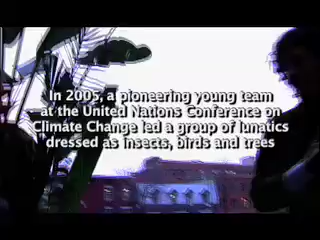 In 2005, a pioneering young team
at the United Nations Conference on
Climate Change led a group of lunatics
dressed as insects, birds and trees